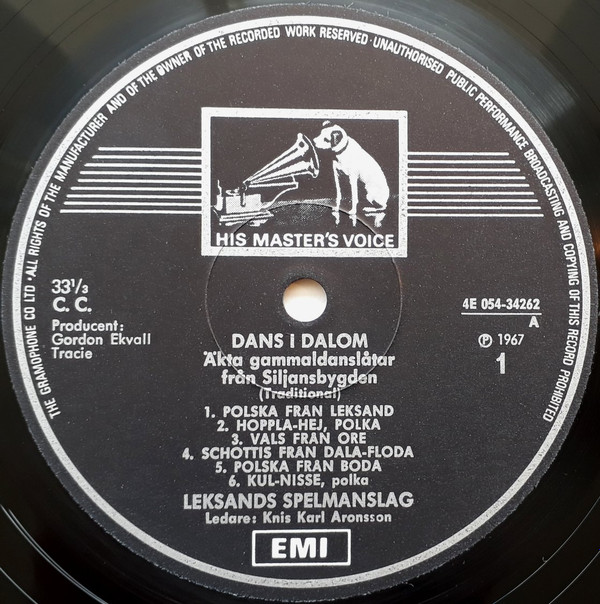 THE GRAMOPHONE CO LTD · ALL RIGHTS OF THE MANUFACTURER AND OF THE OWNER OF THE RECORDED WORK RESERVED · UNAUTHORISED PUBLIC PERFORMANCE BROADCASTING AND COPYING OF THIS RECORD PROHIBITED
HIS MASTER'S VOICE
33⅓
C. C.
Producent:
Gordon Ekvall
Tracie
4E 054-34262
A
Ⓟ 1967
1
DANS I DALOM
Äkta gammaldanslåtar
från Siljansbygden
(Traditional)
1. POLSKA FRÅN LEKSAND
2. HOPPLA-HEJ, POLKA
3. VALS FRÅN ORE
4. SCHOTTIS FRÅN DALA-FLODA
5. POLSKA FRÅN BODA
6. KUL-NISSE, polka
LEKSANDS SPELMANSLAG
Ledare: Knis Karl Aronsson
EMI